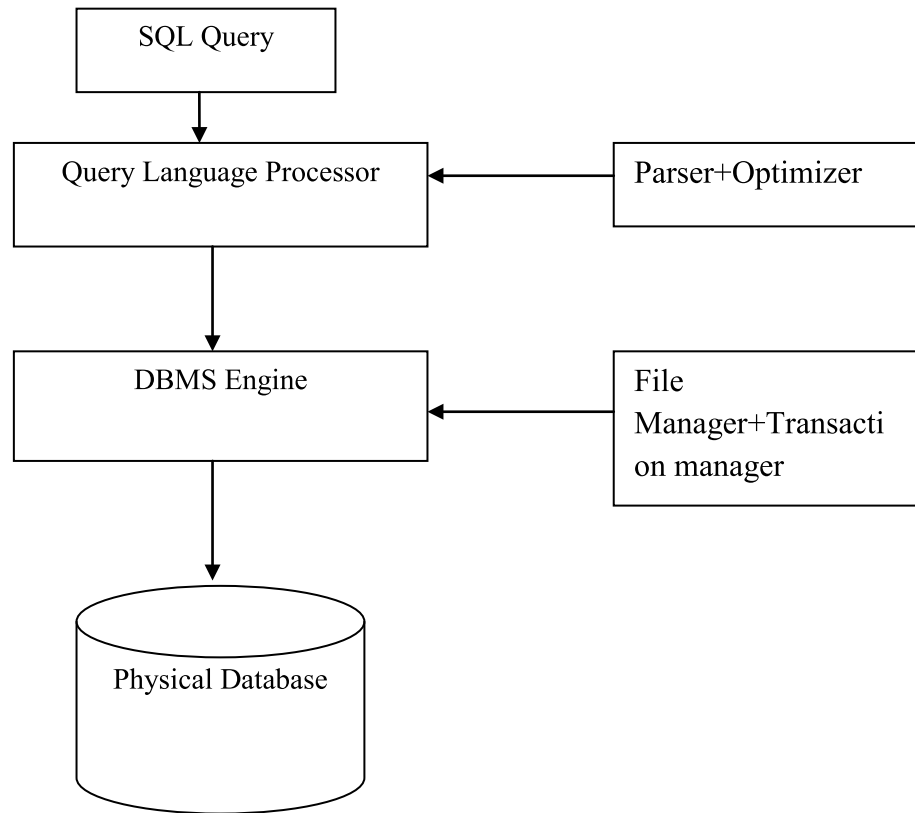 SQL Query
Query Language Processor
Parser+Optimizer
DBMS Engine
File
Manager+Transacti
on manager
Physical Database